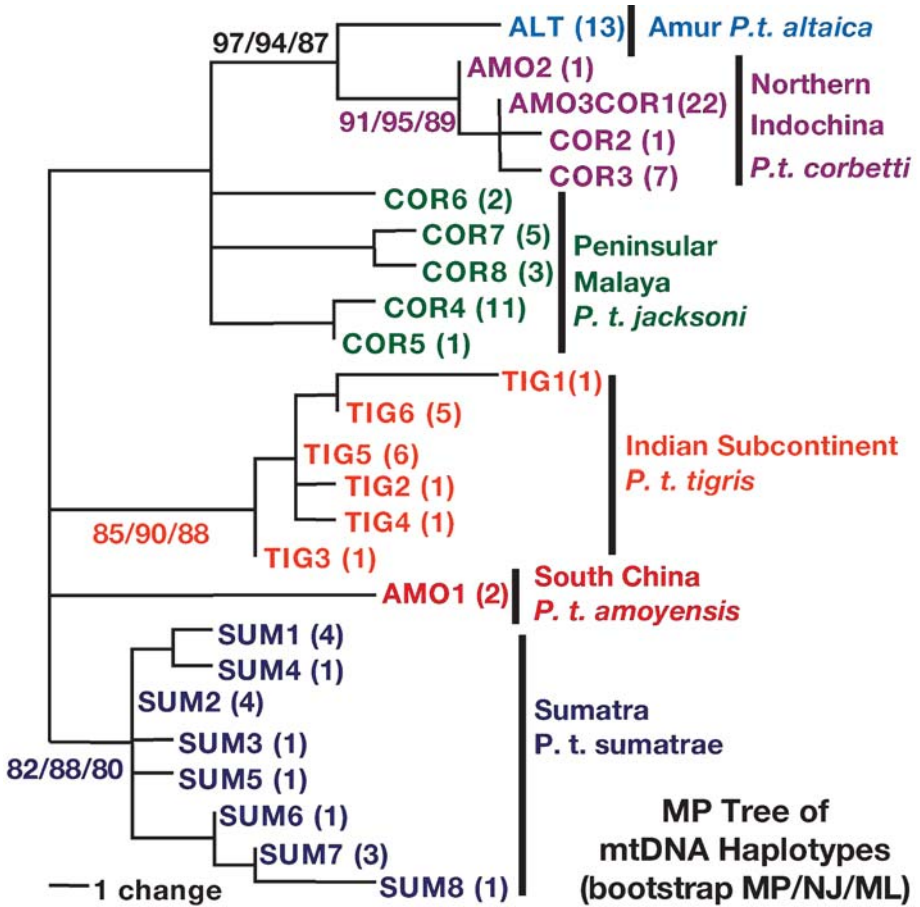 97/94/87
ALT (13)
Amur P.t. altaica
AMO2 (1)
AMO3COR1(22)
91/95/89
COR2 (1)
COR3 (7)
Northern
Indochina
P.t. corbetti
COR6 (2)
COR7 (5)
COR8 (3)
COR4 (11)
COR5 (1)
Peninsular
Malaya
P. t. jacksoni
TIG1(1)
TIG6 (5)
TIG5 (6)
TIG2 (1)
TIG4 (1)
85/90/88
TIG3 (1)
Indian Subcontinent
P. t. tigris
AMO1 (2)
South China
P. t. amoyensis
SUM1 (4)
SUM4 (1)
SUM2 (4)
SUM3 (1)
82/88/80
SUM5 (1)
SUM6 (1)
SUM7 (3)
SUM8 (1)
Sumatra
P. t. sumatrae
1 change
MP Tree of
mtDNA Haplotypes
(bootstrap MP/NJ/ML)